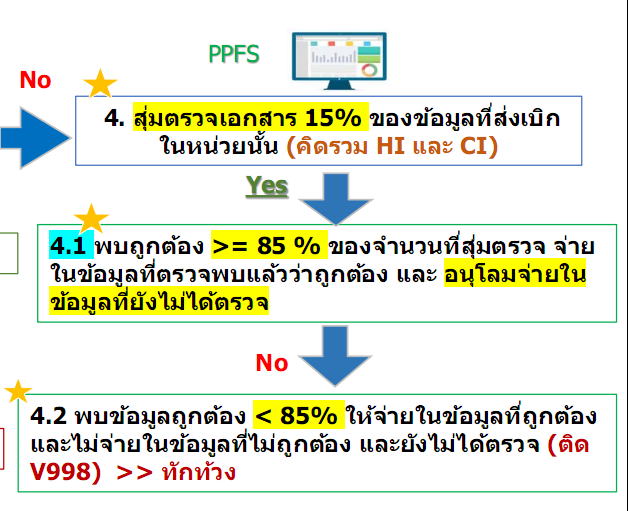 PPFS
No
4. สุ่มตรวจเอกสาร 15% ของข้อมูลที่ส่งเบิก
ในหน่วยนั้น (คิดรวม HI และ CI)
Yes
4.1 พบถูกต้อง >= 85 % ของจำนวนที่สุ่มตรวจ จ่าย
ในข้อมูลที่ตรวจพบแล้วว่าถูกต้อง และ อนุโลมจ่ายใน
ข้อมูลที่ยังไม่ได้ตรวจ
No
4.2 พบข้อมูลถูกต้อง < 85% ให้จ่ายในข้อมูลที่ถูกต้อง
และไม่จ่ายในข้อมูลที่ไม่ถูกต้อง และยังไม่ได้ตรวจ (ติด
V998) >> ทักท้วง